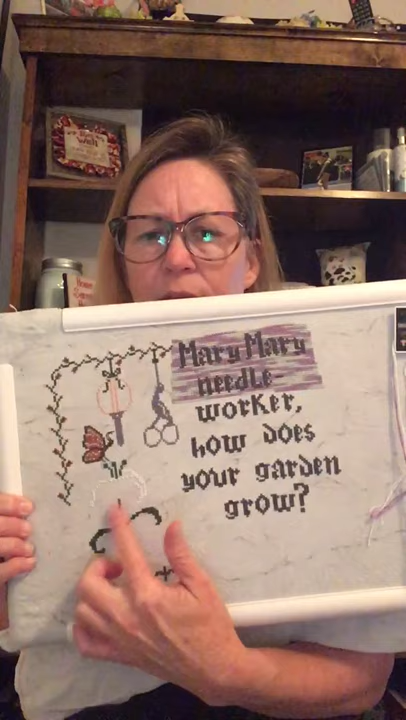 Mary Mary
needle-
worker,
how does
your garden
grow?